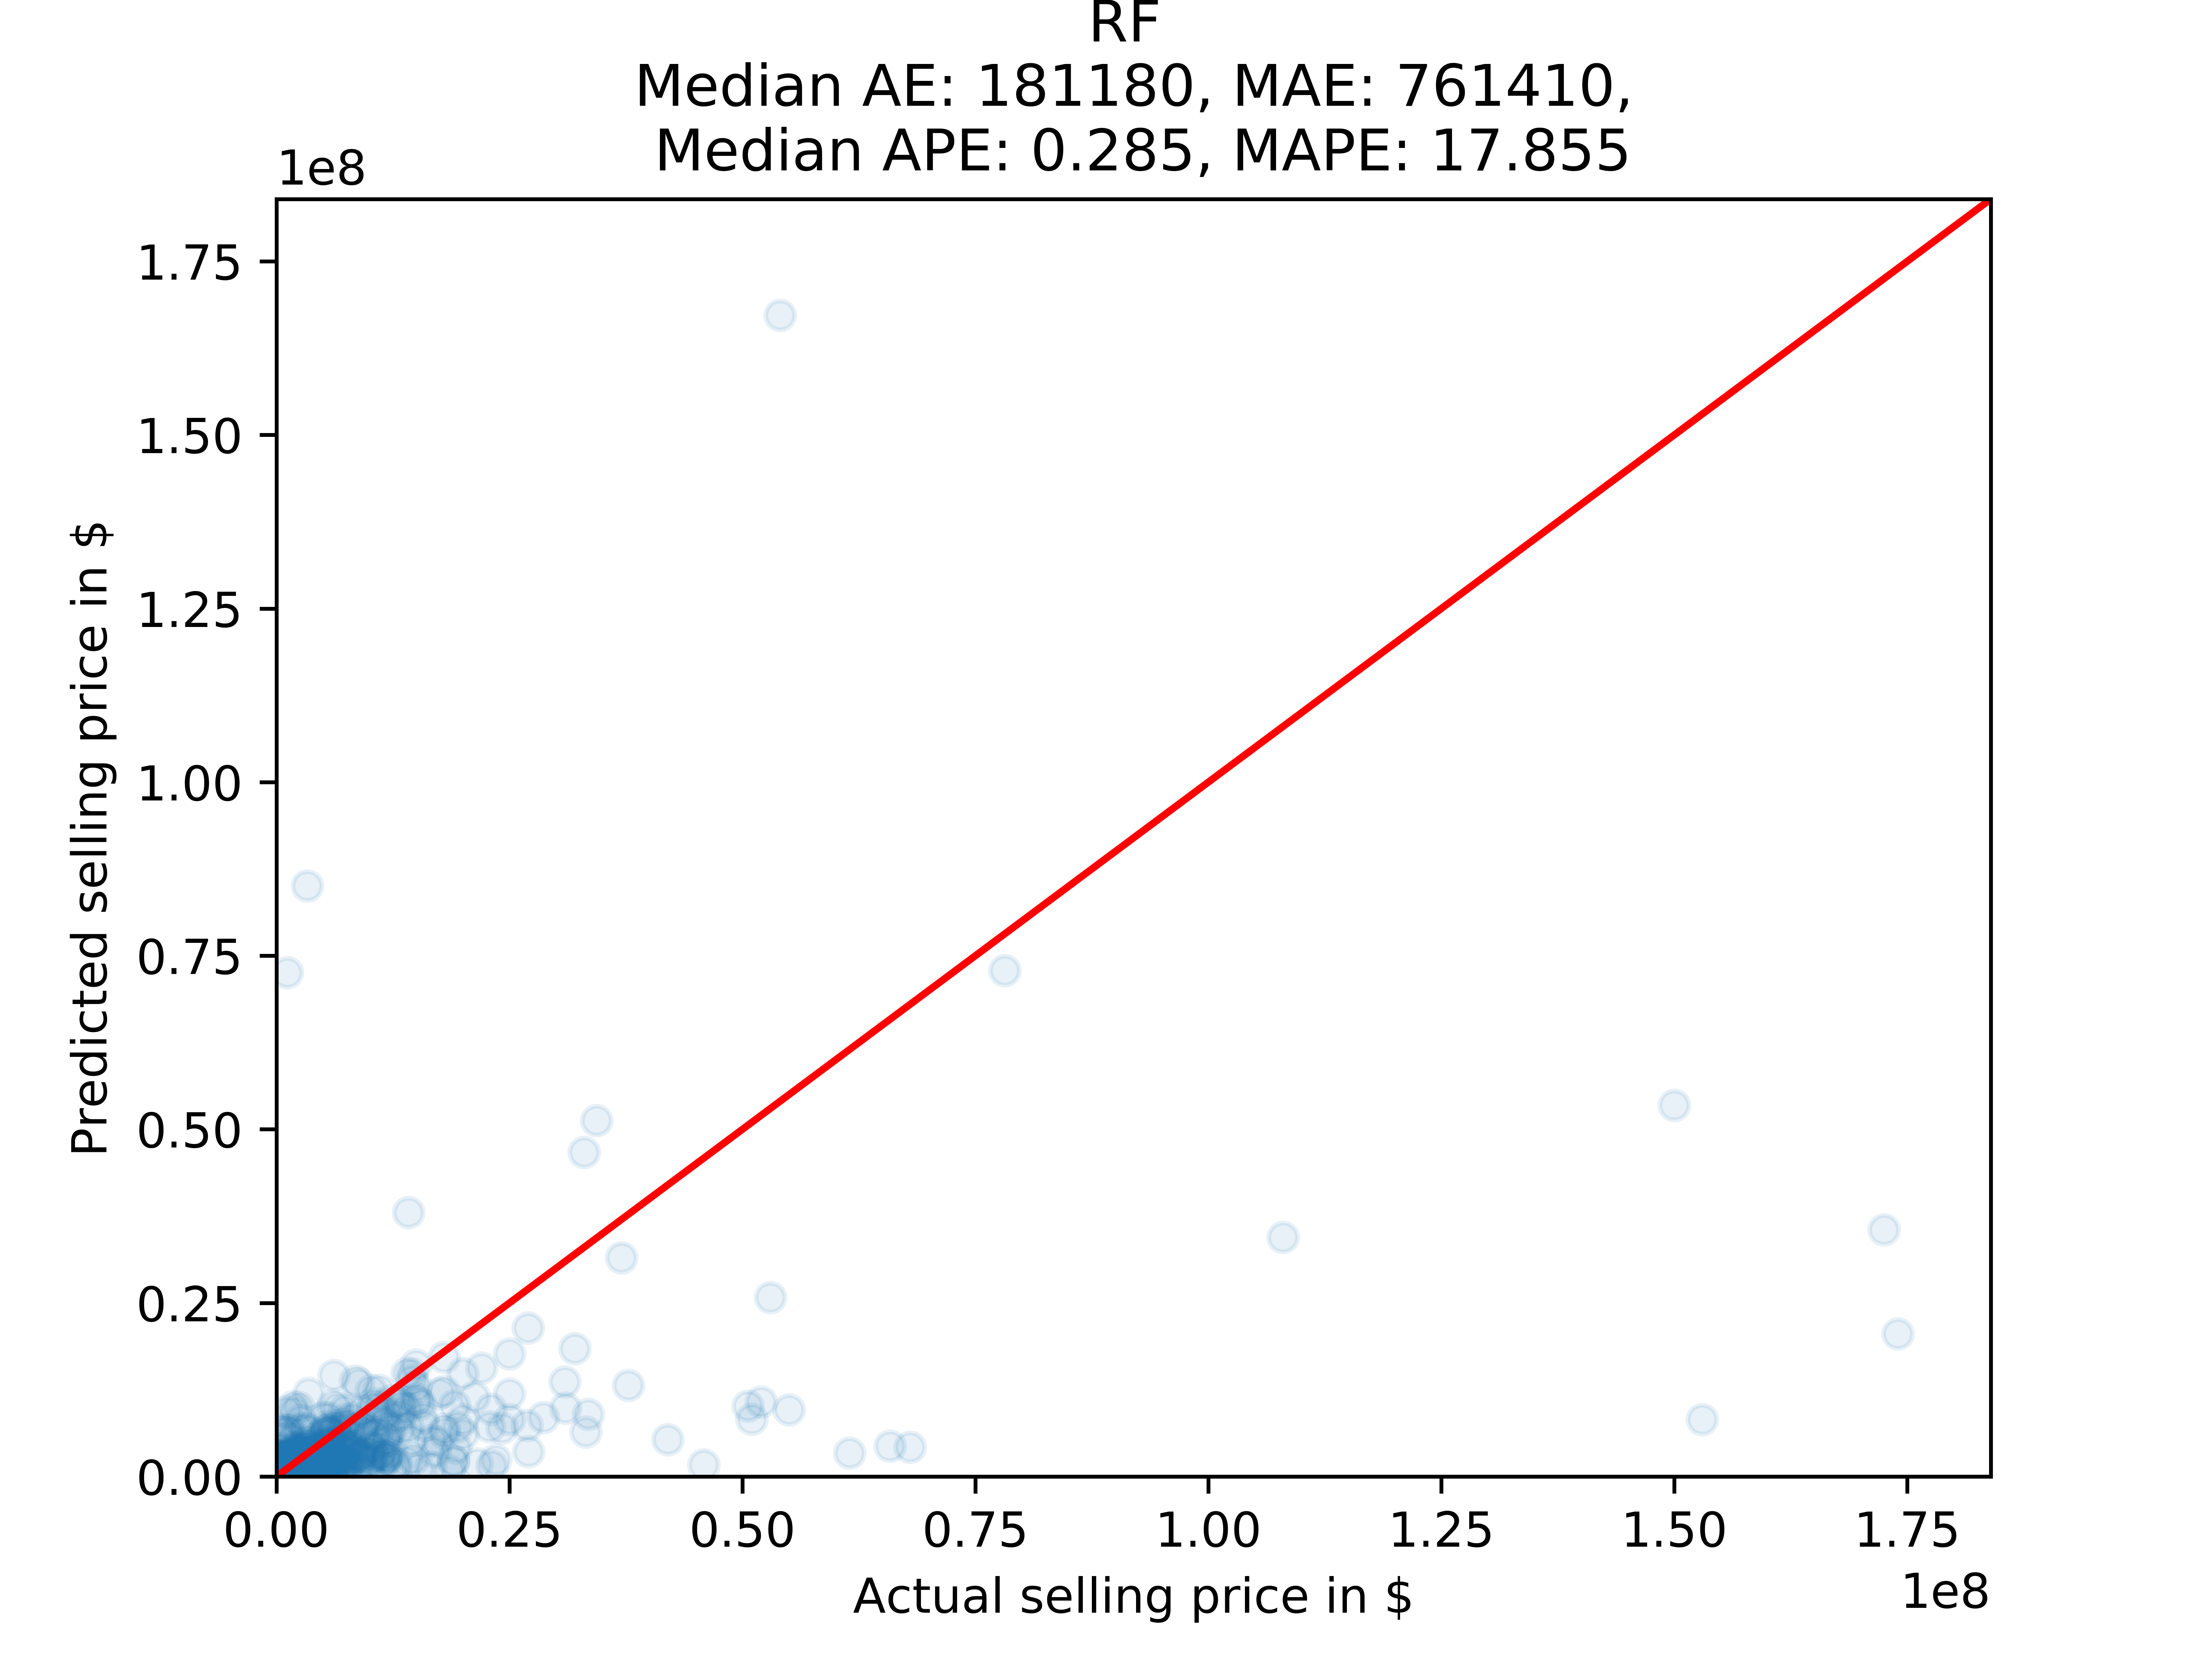 RF
Median AE: 181180, MAE: 761410,
Median APE: 0.285, MAPE: 17.855
1e8
1.75
1.50
1.25
1.00
0.75
0.50
0.25
0.00
Predicted selling price in $
0.00 0.25 0.50 0.75 1.00 1.25 1.50 1.75
Actual selling price in $
1e8